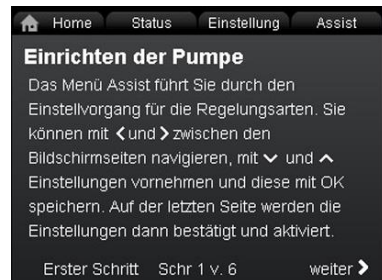 Home Status Einstellung Assist
Einrichten der Pumpe
Das Menü Assist führt Sie durch den
Einstellvorgang für die Regelungsarten. Sie
können mit < und > zwischen den
Bildschirmseiten navigieren, mit ∨ und ∧
Einstellungen vornehmen und diese mit OK
speichern. Auf der letzten Seite werden die
Einstellungen dann bestätigt und aktiviert.
Erster Schritt Schr 1 v. 6 weiter >